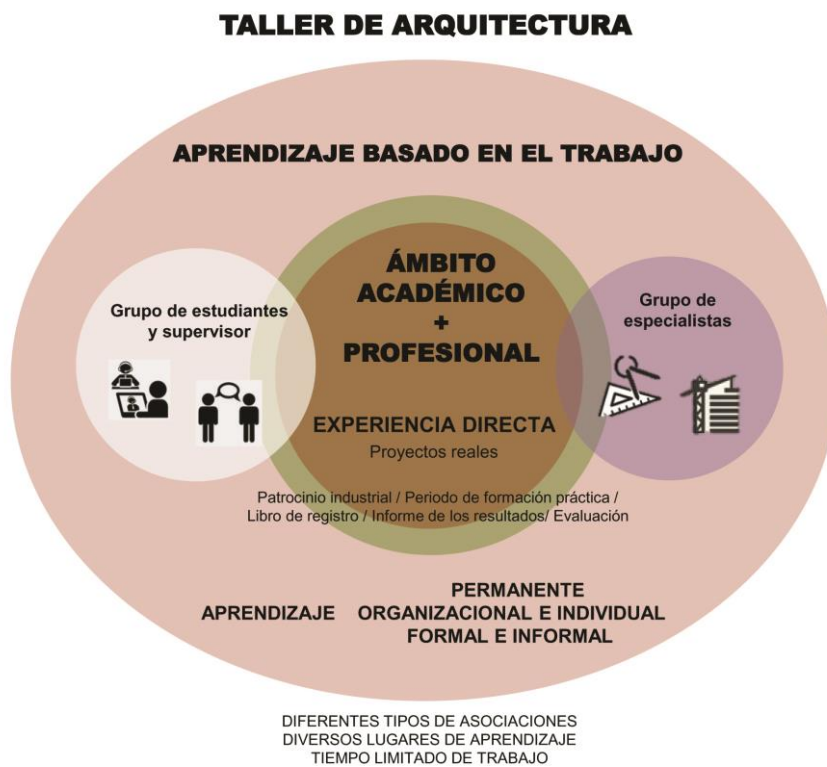 TALLER DE ARQUITECTURA
APRENDIZAJE BASADO EN EL TRABAJO
Grupo de estudiantes
y supervisor
ÁMBITO
ACADÉMICO
+
PROFESIONAL
Grupo de
especialistas
EXPERIENCIA DIRECTA
Proyectos reales
Patrocinio industrial / Periodo de formación práctica /
Libro de registro / Informe de los resultados/ Evaluación
APRENDIZAJE
PERMANENTE
ORGANIZACIONAL E INDIVIDUAL
FORMAL E INFORMAL
DIFERENTES TIPOS DE ASOCIACIONES
DIVERSOS LUGARES DE APRENDIZAJE
TIEMPO LIMITADO DE TRABAJO